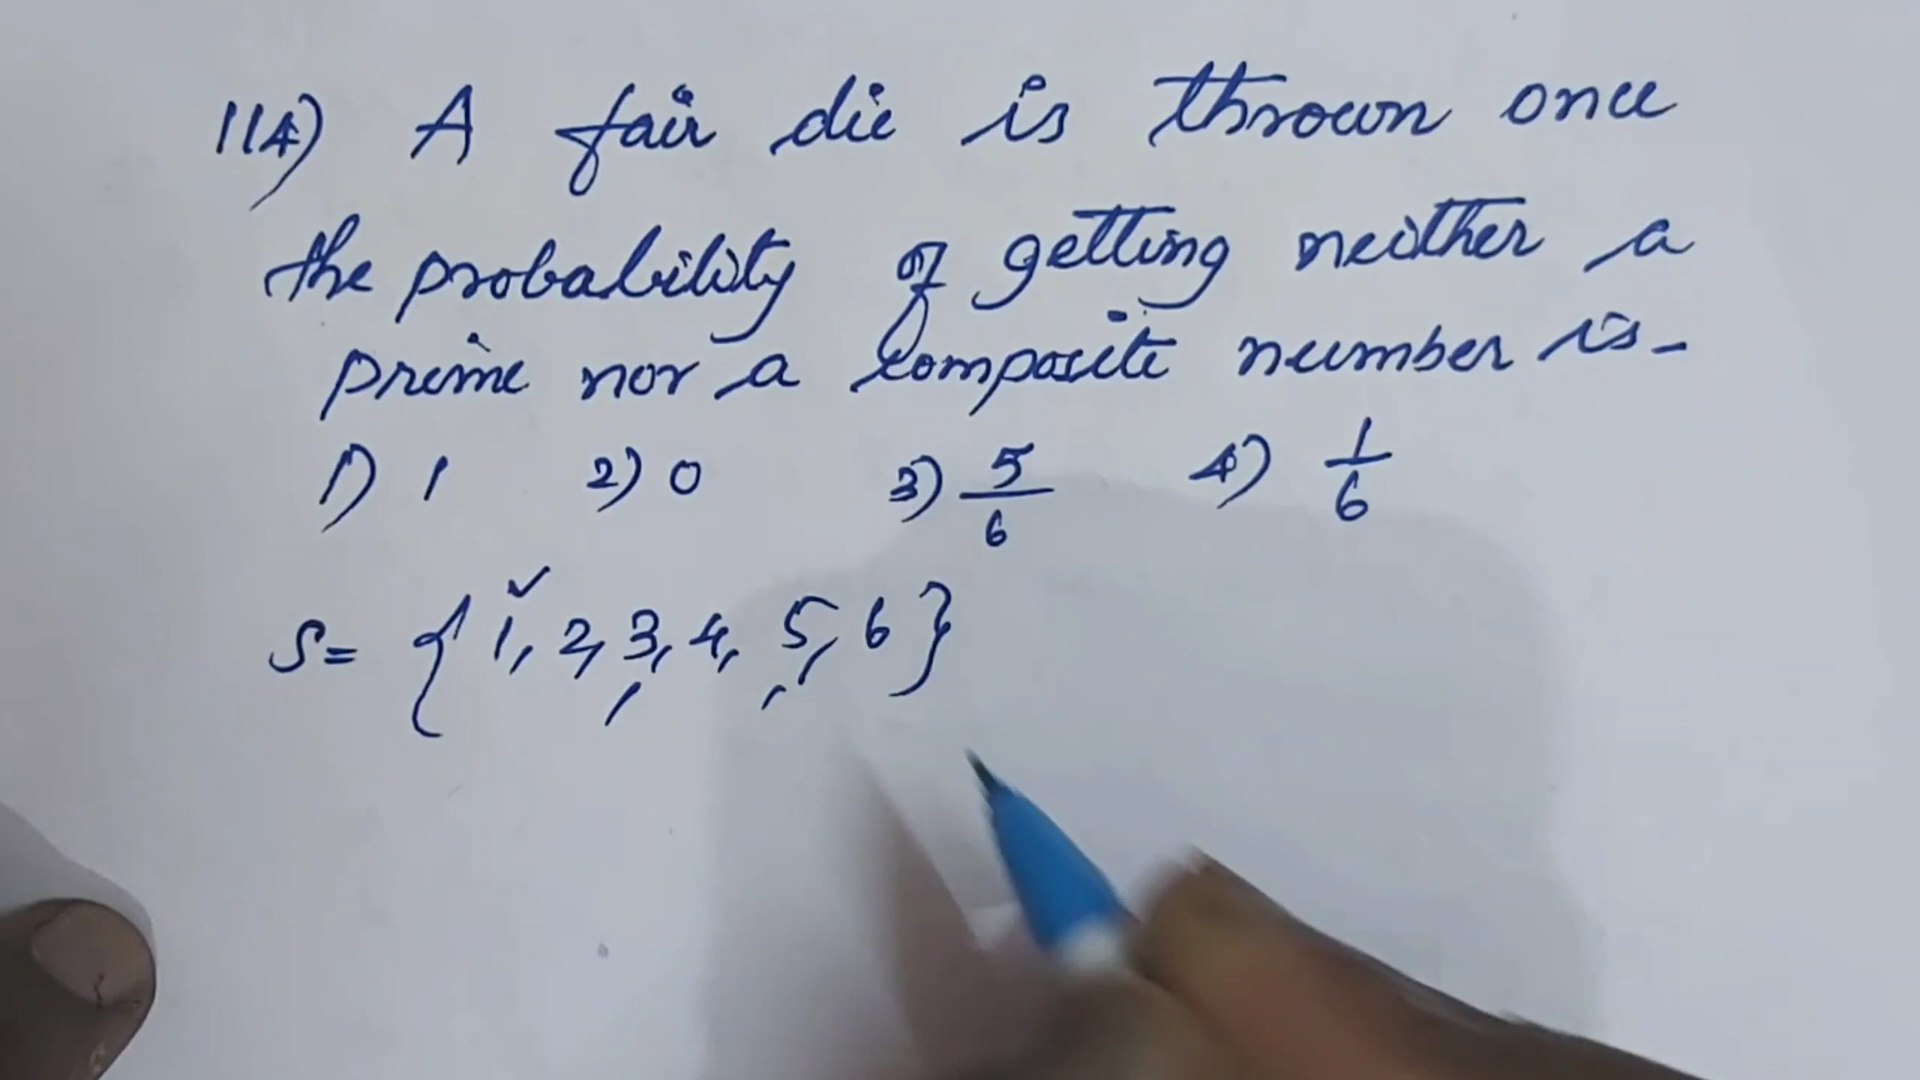 114) A fair die is thrown once
the probability of getting neither a
prime nor a composite number is-
1) 1 2) 0 3) 5/6 4) 1/6
S= { 1, 2, 3, 4, 5, 6 }